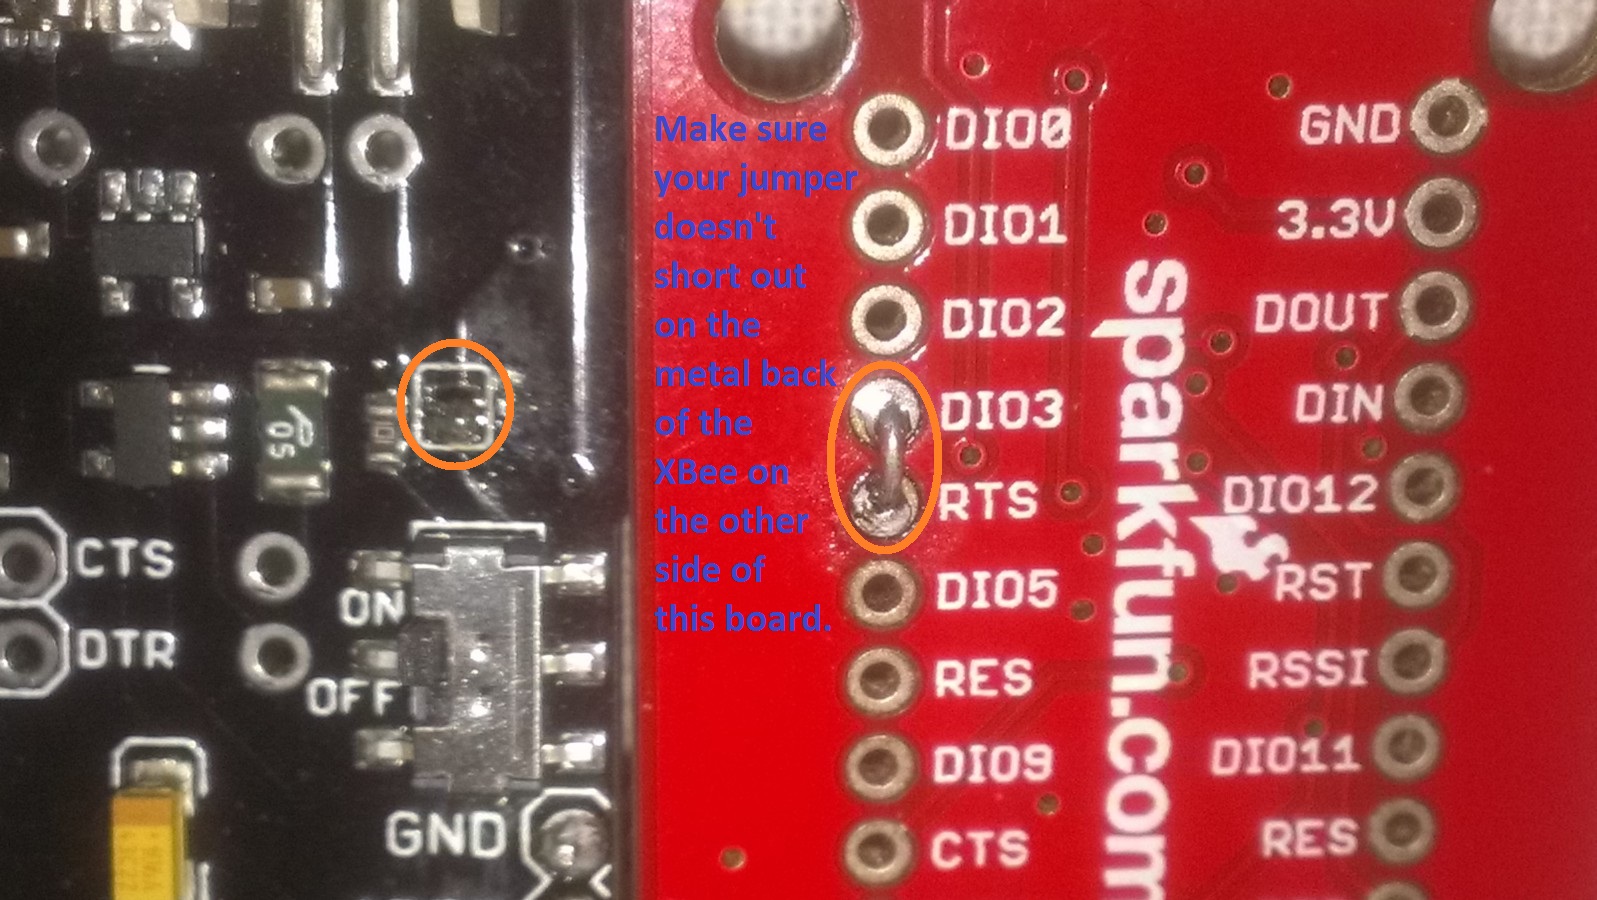 Make sure
your jumper
doesn't
short out
on the
metal back
of the
XBee on
the other
side of
this board.
DIO0
DIO1
DIO2
DIO3
RTS
DIO5
RES
DIO9
CTS
sparkfun.com
GND
3.3V
DOUT
DIN
DIO12
RST
RSSI
DIO11
RES
CTS
DTR
ON
OFF
GND